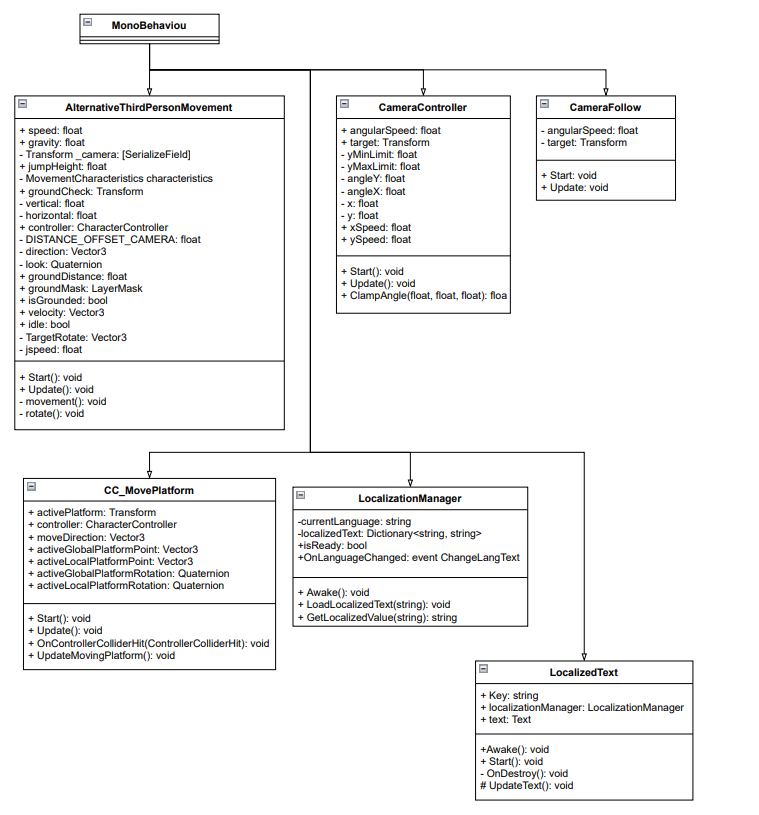 MonoBehaviou
AlternativeThirdPersonMovement
+ speed: float
+ gravity: float
- Transform _camera: [SerializeField]
+ jumpHeight: float
- MovementCharacteristics characteristics
+ groundCheck: Transform
- vertical: float
- horizontal: float
+ controller: CharacterController
- DISTANCE_OFFSET_CAMERA: float
- direction: Vector3
- look: Quaternion
+ groundDistance: float
+ groundMask: LayerMask
+ isGrounded: bool
+ velocity: Vector3
+ idle: bool
- TargetRotate: Vector3
- jspeed: float
+ Start(): void
+ Update(): void
- movement(): void
- rotate(): void
CameraController
+ angularSpeed: float
+ target: Transform
- yMinLimit: float
- yMaxLimit: float
- angleY: float
- angleX: float
- x: float
- y: float
+ xSpeed: float
+ ySpeed: float
+ Start(): void
+ Update(): void
+ ClampAngle(float, float, float): floa
CameraFollow
- angularSpeed: float
- target: Transform
+ Start: void
+ Update: void
CC_MovePlatform
+ activePlatform: Transform
+ controller: CharacterController
+ moveDirection: Vector3
+ activeGlobalPlatformPoint: Vector3
+ activeLocalPlatformPoint: Vector3
+ activeGlobalPlatformRotation: Quaternion
+ activeLocalPlatformRotation: Quaternion
+ Start(): void
+ Update(): void
+ OnControllerColliderHit(ControllerColliderHit): void
+ UpdateMovingPlatform(): void
LocalizationManager
-currentLanguage: string
-localizedText: Dictionary<string, string>
+isReady: bool
+OnLanguageChanged: event ChangeLangText
+ Awake(): void
+ LoadLocalizedText(string): void
+ GetLocalizedValue(string): string
LocalizedText
+ Key: string
+ localizationManager: LocalizationManager
+ text: Text
+Awake(): void
+ Start(): void
- OnDestroy(): void
# UpdateText(): void